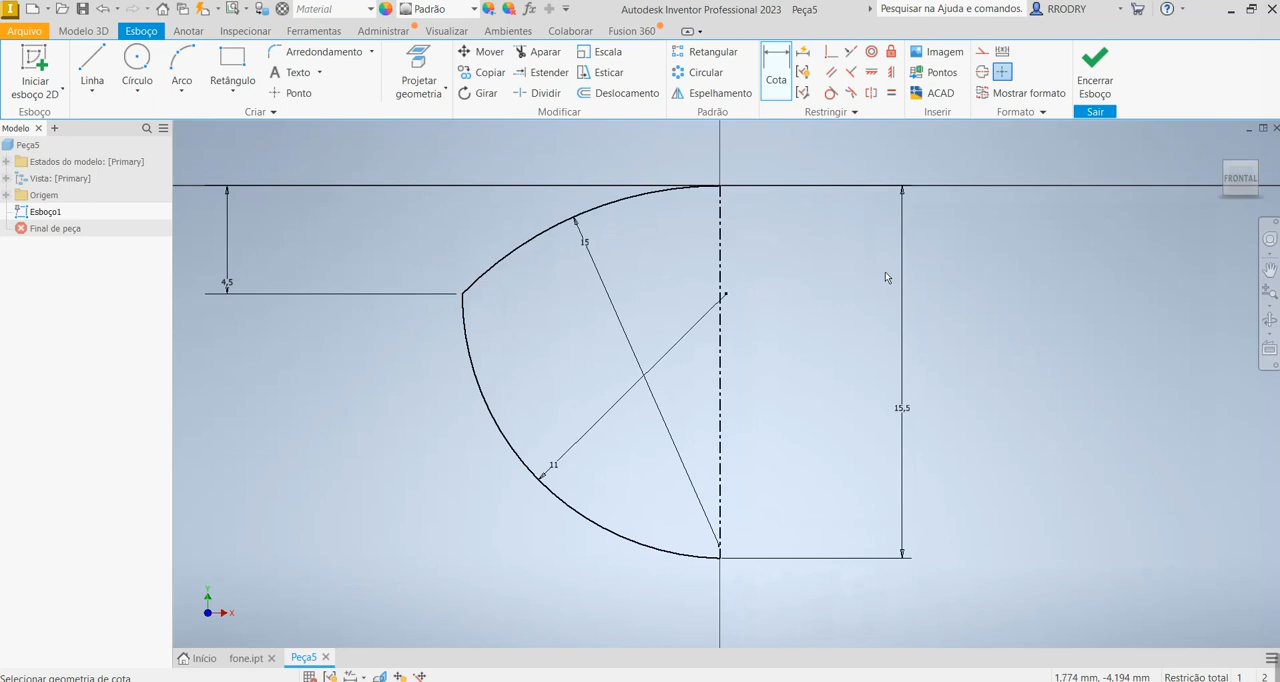 Material
Padrão
Autodesk Inventor Professional 2023 Peça5
Pesquisar na Ajuda e comandos.
RRODRY
Arquivo Modelo 3D Esboço Anotar Inspecionar Ferramentas Administrar Visualizar Ambientes Colaborar Fusion 360
Iniciar
esboço 2D
Linha Círculo Arco Retângulo
Arredondamento
Texto
Ponto
Projetar
geometria
Mover Aparar Escala
Copiar Estender Esticar
Girar Dividir Deslocamento
Retangular
Circular
Espelhamento
Cota
Imagem
Pontos
ACAD
Mostrar formato
Encerrar
Esboço
Esboço Criar Modificar Padrão Restringir Inserir Formato Sair
Modelo
Peça5
Estados do modelo: [Primary]
Vista: [Primary]
Origem
Esboço1
Final de peça
FRONTAL
15
4,5
15,5
11
Y
X
Início fone.ipt Peça5
Selecionar geometria de cota
1,774 mm, -4,194 mm Restrição total 1 2